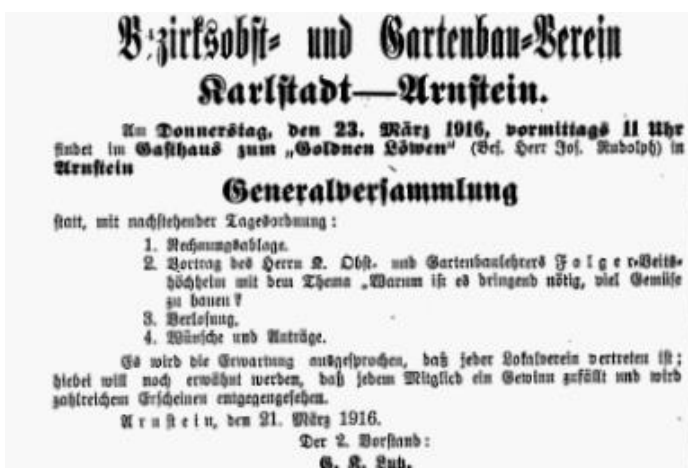 Bezirksobst- und Gartenbau-Verein
Karlstadt—Arnstein.
Am Donnerstag, den 23. März 1916, vormittags 11 Uhr
findet im Gasthaus zum „Goldnen Löwen“ (Bes. Herr Jos. Rudolph) in
Arnstein
Generalversammlung
statt, mit nachstehender Tagesordnung:
1. Rechnungsablage.
2. Vortrag des Herrn K. Obst- und Gartenbaulehrers Folger-Veits-
höchheim mit dem Thema „Warum ist es dringend nötig, viel Gemüse
zu bauen?
3. Verlosung.
4. Wünsche und Anträge.
Es wird die Erwartung ausgesprochen, daß jeder Lokalverein vertreten ist;
hiebei will noch erwähnt werden, daß jedem Mitglied ein Gewinn zufällt und wird
zahlreichem Erscheinen entgegengesehen.
Arnstein, den 21. März 1916.
Der 2. Vorstand:
G. K. Lutz.